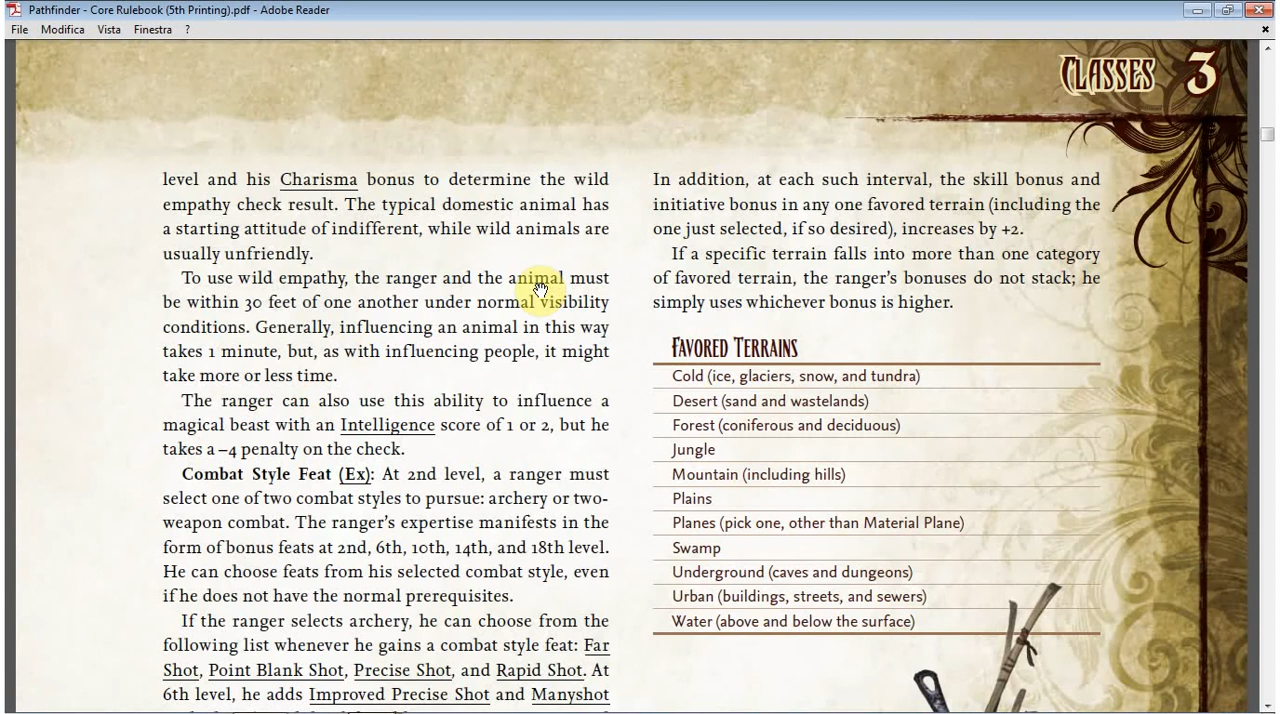 Pathfinder - Core Rulebook (5th Printing).pdf - Adobe Reader
File Modifica Vista Finestra ?
CLASSES 3
level and his Charisma bonus to determine the wild
empathy check result. The typical domestic animal has
a starting attitude of indifferent, while wild animals are
usually unfriendly.
To use wild empathy, the ranger and the animal must
be within 30 feet of one another under normal visibility
conditions. Generally, influencing an animal in this way
takes 1 minute, but, as with influencing people, it might
take more or less time.
The ranger can also use this ability to influence a
magical beast with an Intelligence score of 1 or 2, but he
takes a –4 penalty on the check.
Combat Style Feat (Ex): At 2nd level, a ranger must
select one of two combat styles to pursue: archery or two-
weapon combat. The ranger's expertise manifests in the
form of bonus feats at 2nd, 6th, 10th, 14th, and 18th level.
He can choose feats from his selected combat style, even
if he does not have the normal prerequisites.
If the ranger selects archery, he can choose from the
following list whenever he gains a combat style feat: Far
Shot, Point Blank Shot, Precise Shot, and Rapid Shot. At
6th level, he adds Improved Precise Shot and Manyshot
In addition, at each such interval, the skill bonus and
initiative bonus in any one favored terrain (including the
one just selected, if so desired), increases by +2.
If a specific terrain falls into more than one category
of favored terrain, the ranger's bonuses do not stack; he
simply uses whichever bonus is higher.
FAVORED TERRAINS
Cold (ice, glaciers, snow, and tundra)
Desert (sand and wastelands)
Forest (coniferous and deciduous)
Jungle
Mountain (including hills)
Plains
Planes (pick one, other than Material Plane)
Swamp
Underground (caves and dungeons)
Urban (buildings, streets, and sewers)
Water (above and below the surface)